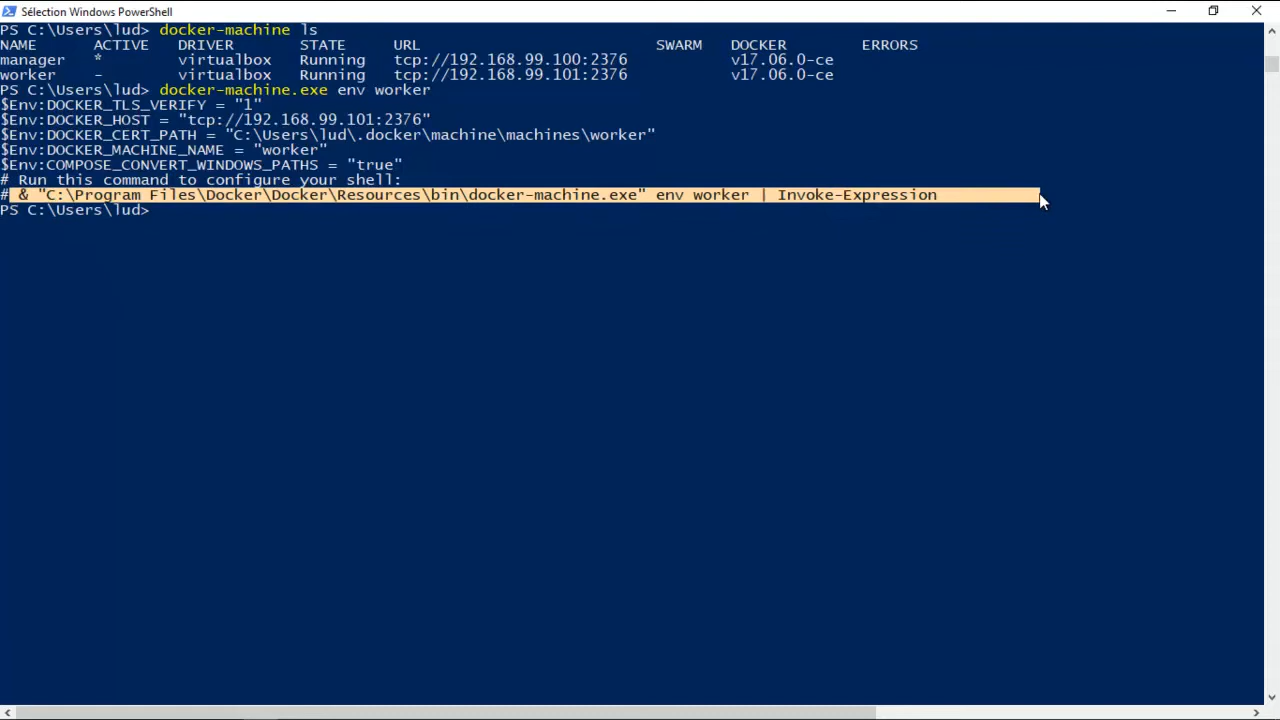 Sélection Windows PowerShell
PS C:\Users\lud> docker-machine ls
NAME ACTIVE DRIVER STATE URL SWARM DOCKER ERRORS
manager * virtualbox Running tcp://192.168.99.100:2376 v17.06.0-ce
worker - virtualbox Running tcp://192.168.99.101:2376 v17.06.0-ce
PS C:\Users\lud> docker-machine.exe env worker
$Env:DOCKER_TLS_VERIFY = "1"
$Env:DOCKER_HOST = "tcp://192.168.99.101:2376"
$Env:DOCKER_CERT_PATH = "C:\Users\lud\.docker\machine\machines\worker"
$Env:DOCKER_MACHINE_NAME = "worker"
$Env:COMPOSE_CONVERT_WINDOWS_PATHS = "true"
# Run this command to configure your shell:
# & "C:\Program Files\Docker\Docker\Resources\bin\docker-machine.exe" env worker | Invoke-Expression
PS C:\Users\lud>